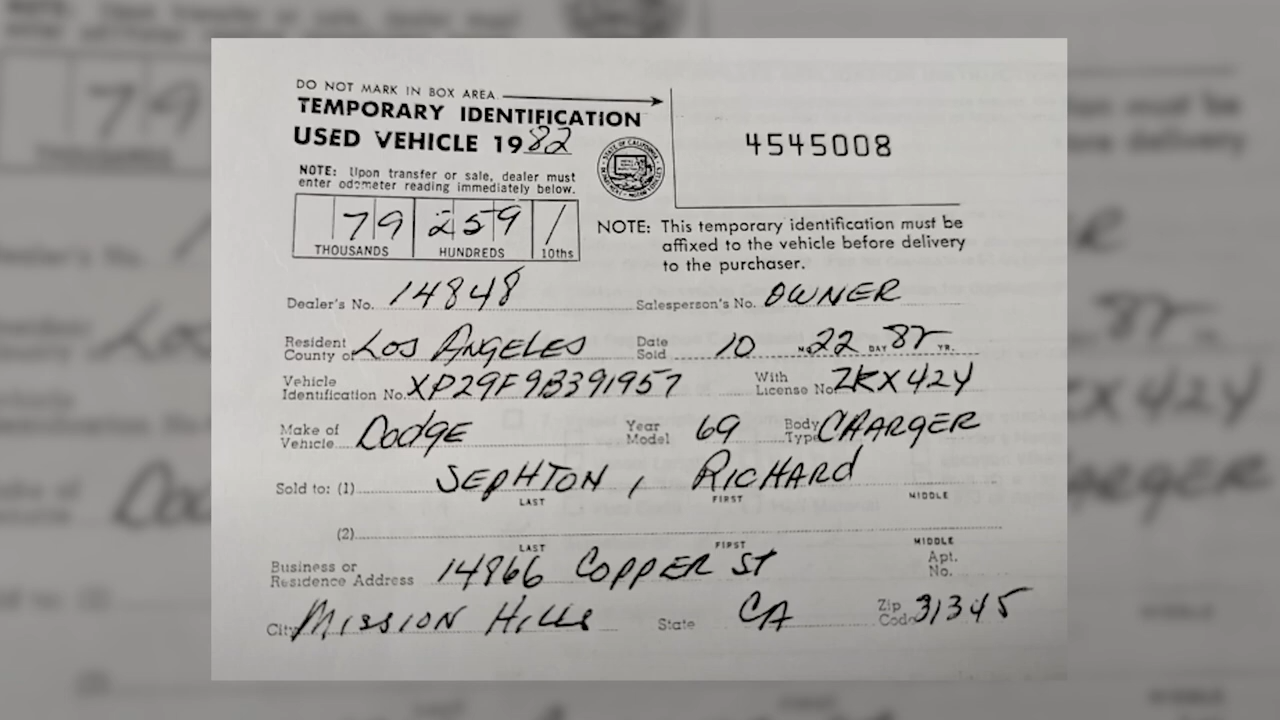 DO NOT MARK IN BOX AREA.
TEMPORARY IDENTIFICATION
USED VEHICLE 1982
4545008
NOTE: Upon transfer or sale, dealer must
enter odometer reading immediately below.
79 259 1
THOUSANDS HUNDREDS 10ths
NOTE: This temporary identification must be
affixed to the vehicle before delivery
to the purchaser.
Dealer's No. 14848 Salesperson's No. OWNER
Resident County of Los ANGELES Date Sold 10 MO. 22 DAY 82 YR.
Vehicle Identification No. XP29F9B391957 With License No. ZKX424
Make of Vehicle Dodge Year Model 69 Body Type CHARGER
Sold to: (1) SEPHTON, RICHARD
LAST FIRST MIDDLE
(2)
LAST FIRST MIDDLE
Business or Residence Address 14866 COPPER ST Apt. No.
City MISSION Hills State CA Zip Code 31345